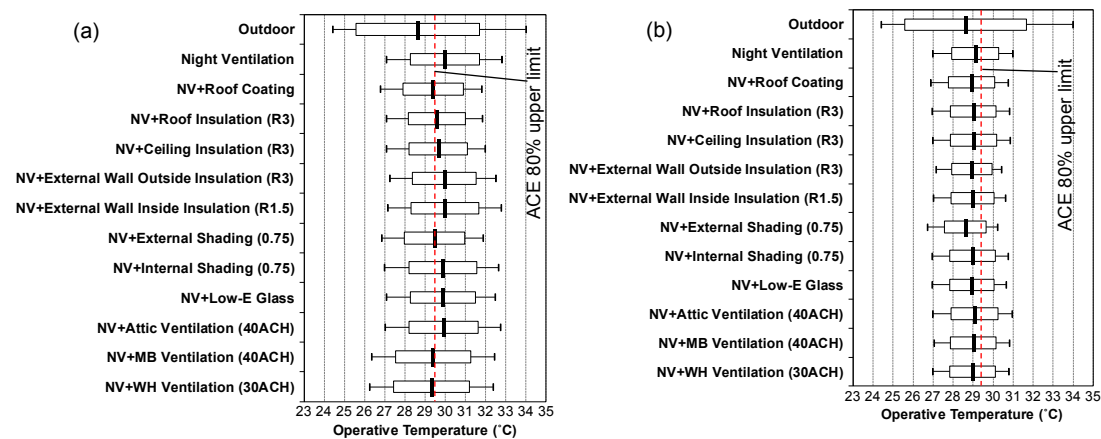 (a)
Outdoor
Night Ventilation
NV+Roof Coating
NV+Roof Insulation (R3)
NV+Ceiling Insulation (R3)
NV+External Wall Outside Insulation (R3)
NV+External Wall Inside Insulation (R1.5)
NV+External Shading (0.75)
NV+Internal Shading (0.75)
NV+Low-E Glass
NV+Attic Ventilation (40ACH)
NV+MB Ventilation (40ACH)
NV+WH Ventilation (30ACH)
ACE 80% upper limit
23 24 25 26 27 28 29 30 31 32 33 34 35
Operative Temperature (˚C)
(b)
Outdoor
Night Ventilation
NV+Roof Coating
NV+Roof Insulation (R3)
NV+Ceiling Insulation (R3)
NV+External Wall Outside Insulation (R3)
NV+External Wall Inside Insulation (R1.5)
NV+External Shading (0.75)
NV+Internal Shading (0.75)
NV+Low-E Glass
NV+Attic Ventilation (40ACH)
NV+MB Ventilation (40ACH)
NV+WH Ventilation (30ACH)
ACE 80% upper limit
23 24 25 26 27 28 29 30 31 32 33 34 35
Operative Temperature (˚C)